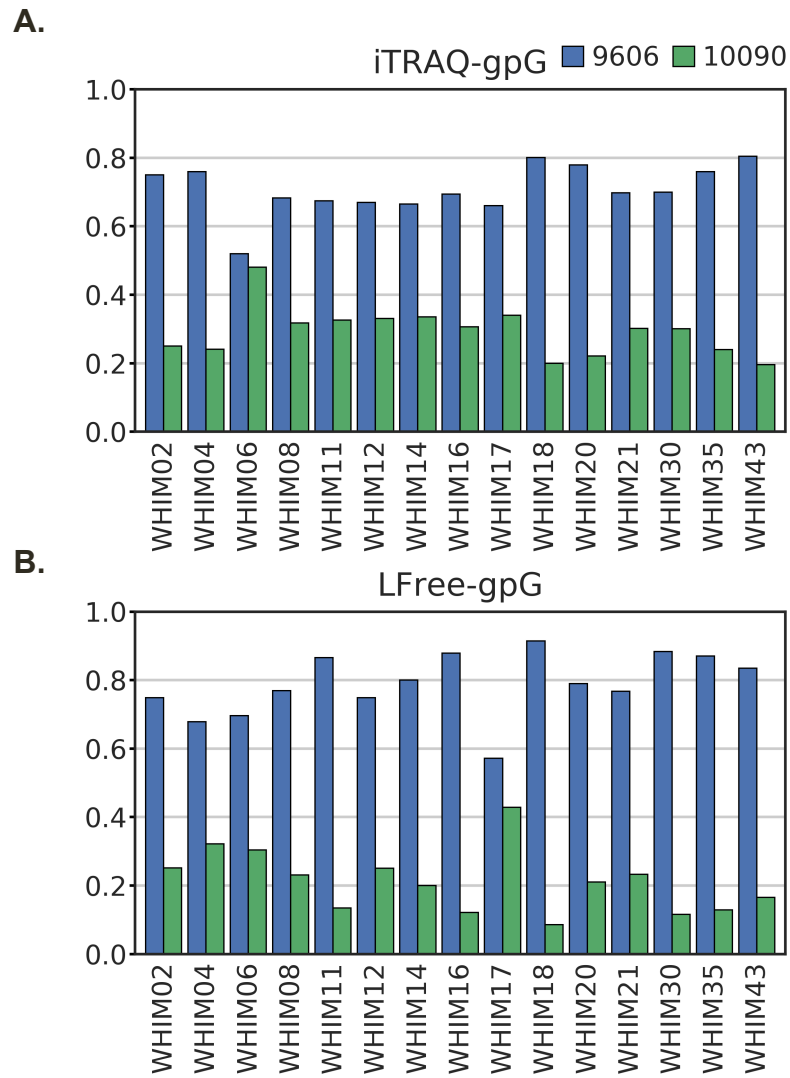 A.
iTRAQ-gpG 9606 10090
1.0
0.8
0.6
0.4
0.2
0.0
WHIM02 WHIM04 WHIM06 WHIM08 WHIM11 WHIM12 WHIM14 WHIM16 WHIM17 WHIM18 WHIM20 WHIM21 WHIM30 WHIM35 WHIM43
B.
LFree-gpG
1.0
0.8
0.6
0.4
0.2
0.0
WHIM02 WHIM04 WHIM06 WHIM08 WHIM11 WHIM12 WHIM14 WHIM16 WHIM17 WHIM18 WHIM20 WHIM21 WHIM30 WHIM35 WHIM43